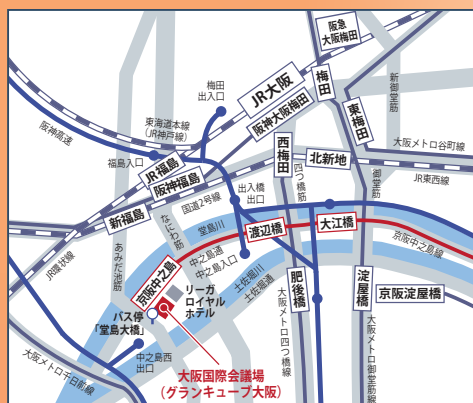 阪急
大阪梅田
梅田
出入口
JR大阪
梅田
新御堂筋
東海道本線
(JR神戸線)
阪神大阪梅田
東梅田
阪神高速
福島入口
JR福島
西梅田
大阪メトロ谷町線
北新地
阪神福島
四つ橋筋
御堂筋
JR東西線
出入橋
出口
国道2号線
新福島
なにわ筋
堂島川
渡辺橋
大江橋
あみだ池筋
中之島通
中之島入口
京阪中之島線
JR環状線
京阪中之島
土佐堀川
土佐堀通
リーガ
ロイヤル
ホテル
肥後橋
淀屋橋
京阪淀屋橋
バス停
「堂島大橋」
大阪メトロ四つ橋線
大阪メトロ御堂筋線
大阪メトロ千日前線
中之島西
出口
大阪国際会議場
(グランキューブ大阪)